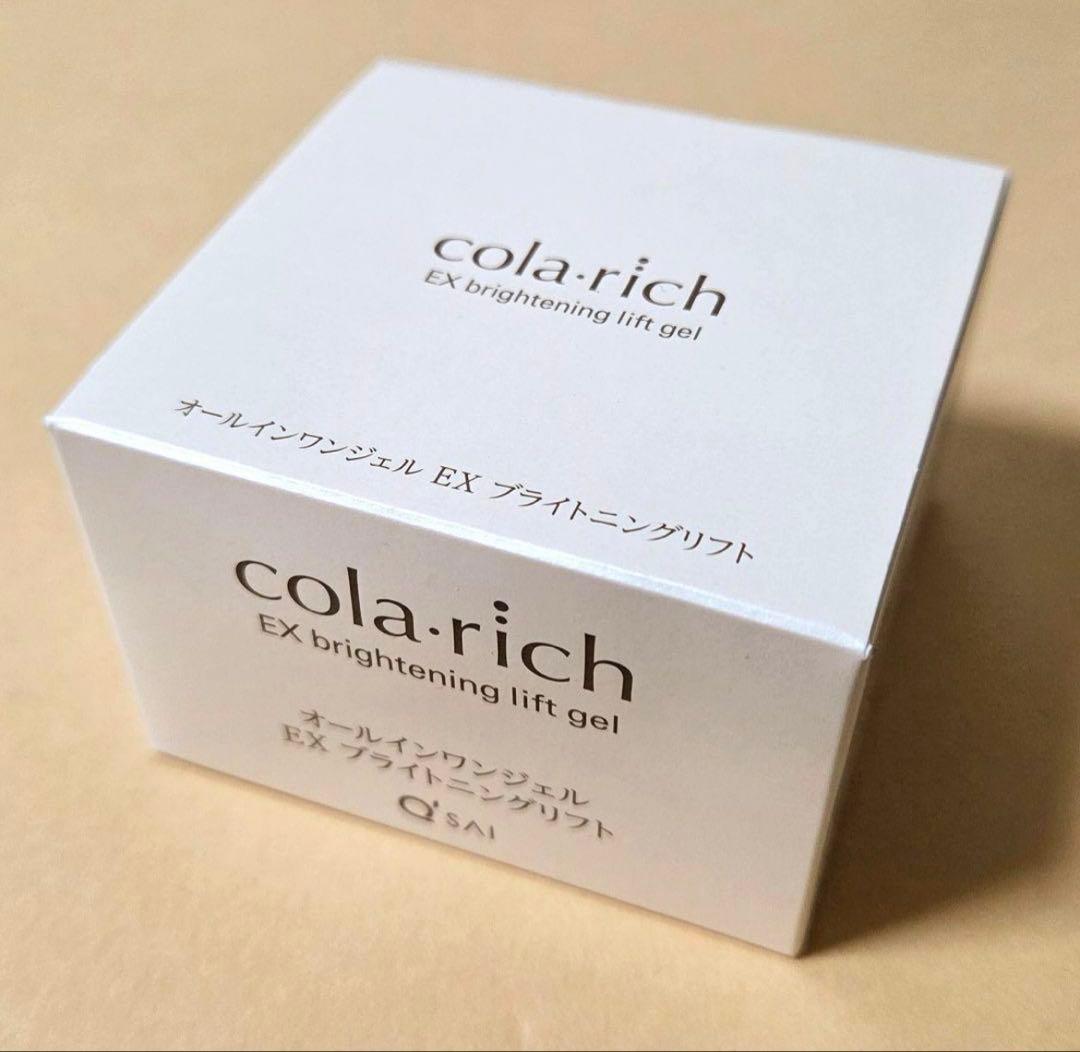 cola·rich
EX brightening lift gel
オールインワンジェル EX ブライトニングリフト
cola·rich
EX brightening lift gel
オールインワンジェル
EX ブライトニングリフト
Q'SAI